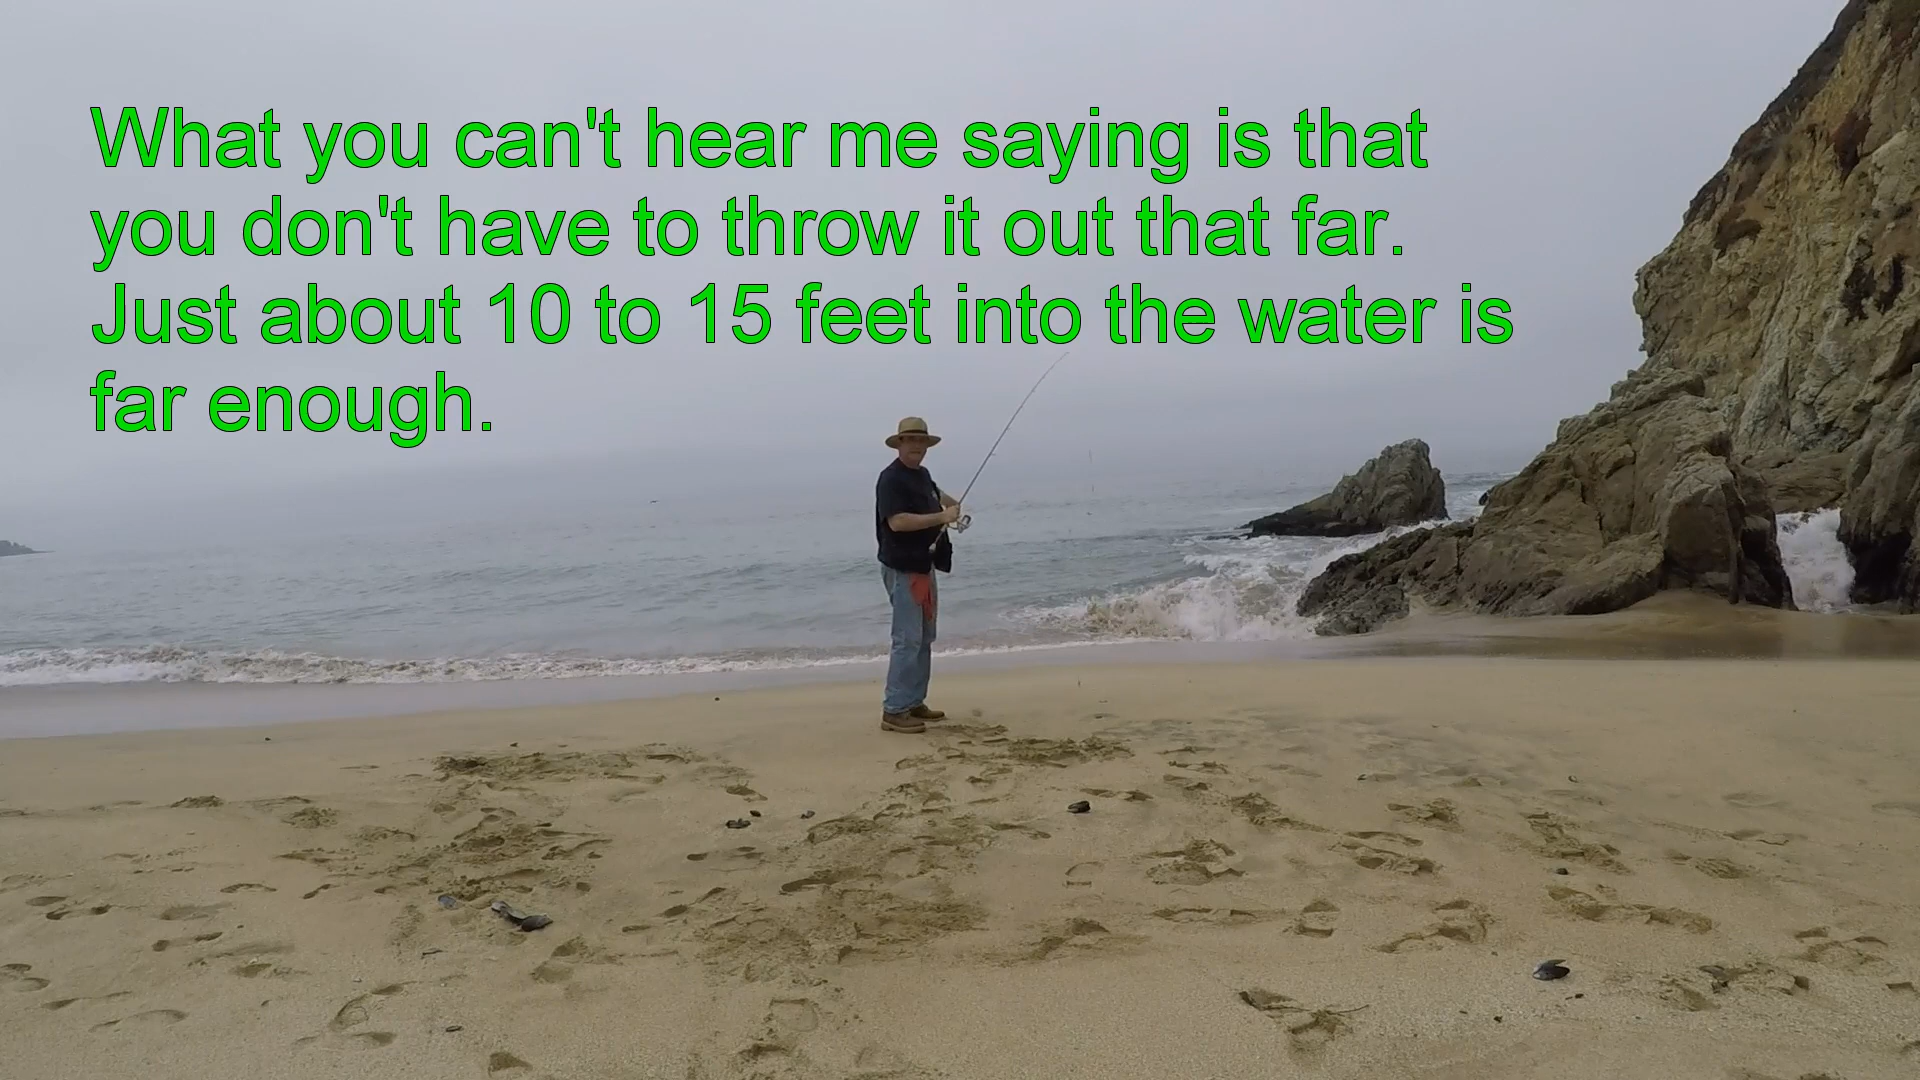 What you can't hear me saying is that
you don't have to throw it out that far.
Just about 10 to 15 feet into the water is
far enough.